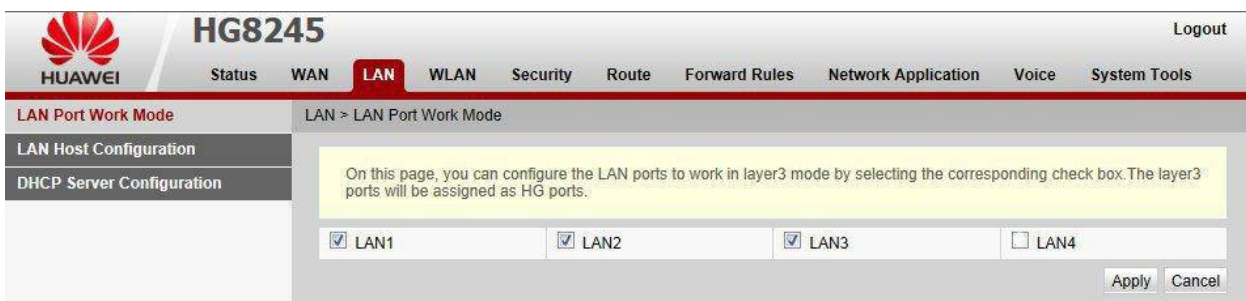 HG8245
Logout
HUAWEI
Status WAN LAN WLAN Security Route Forward Rules Network Application Voice System Tools
LAN Port Work Mode
LAN > LAN Port Work Mode
LAN Host Configuration
DHCP Server Configuration
On this page, you can configure the LAN ports to work in layer3 mode by selecting the corresponding check box.The layer3
ports will be assigned as HG ports.
LAN1 LAN2 LAN3 LAN4
Apply Cancel